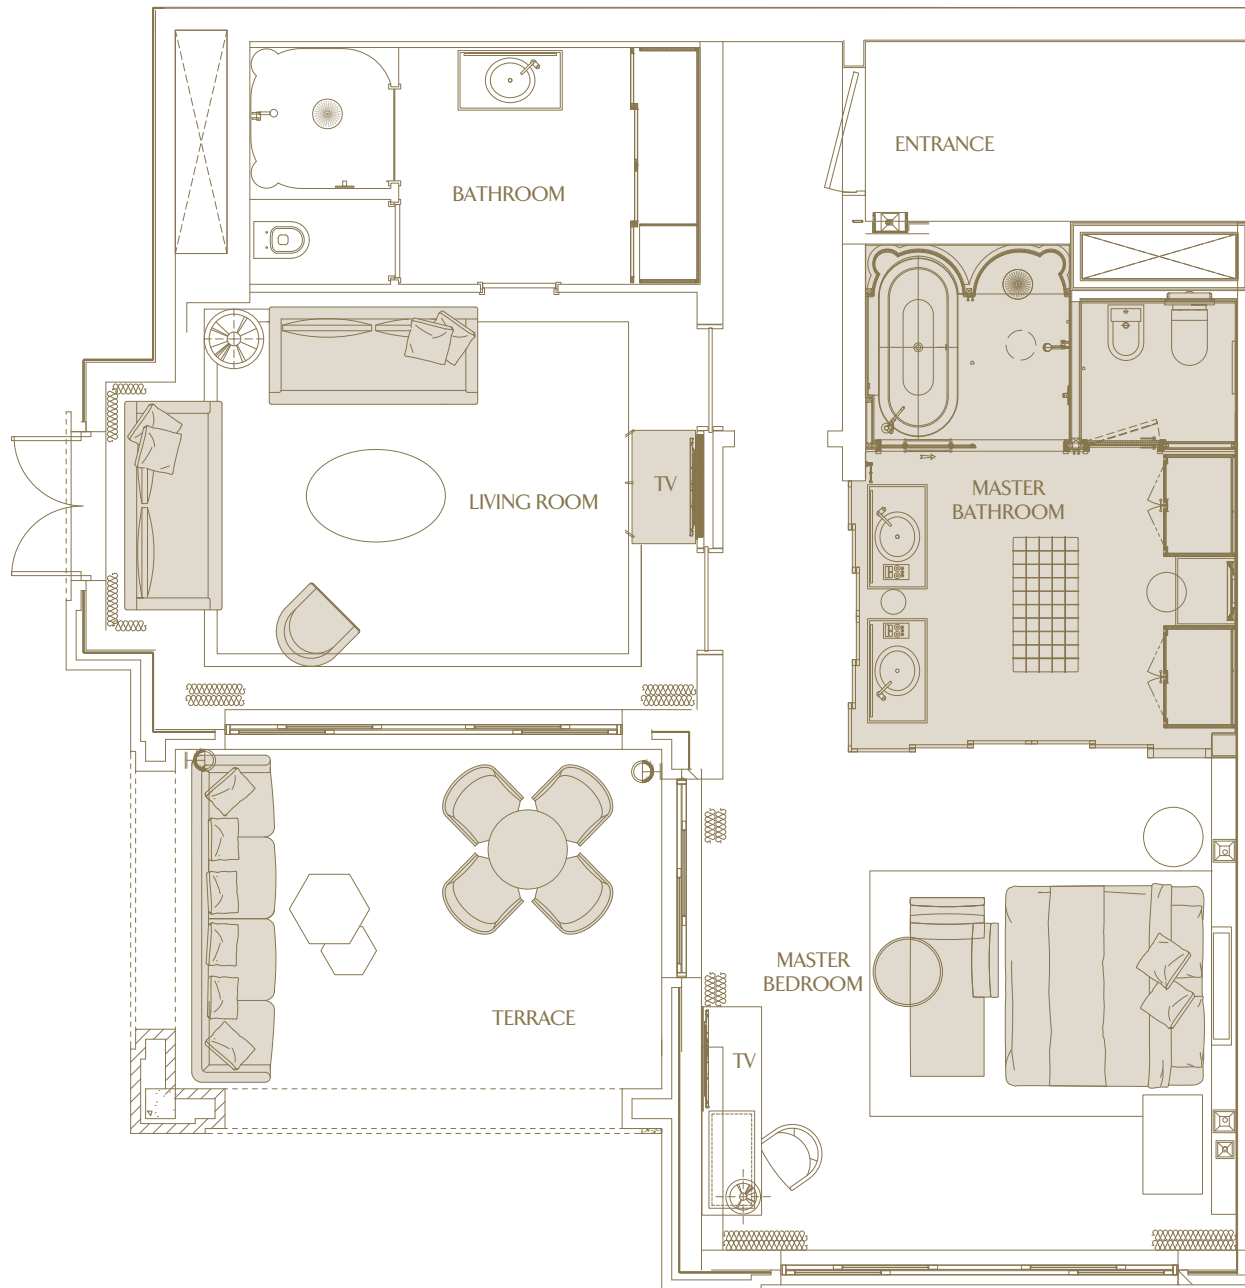 ENTRANCE
BATHROOM
LIVING ROOM
TV
MASTER
BATHROOM
MASTER
BEDROOM
TERRACE
TV